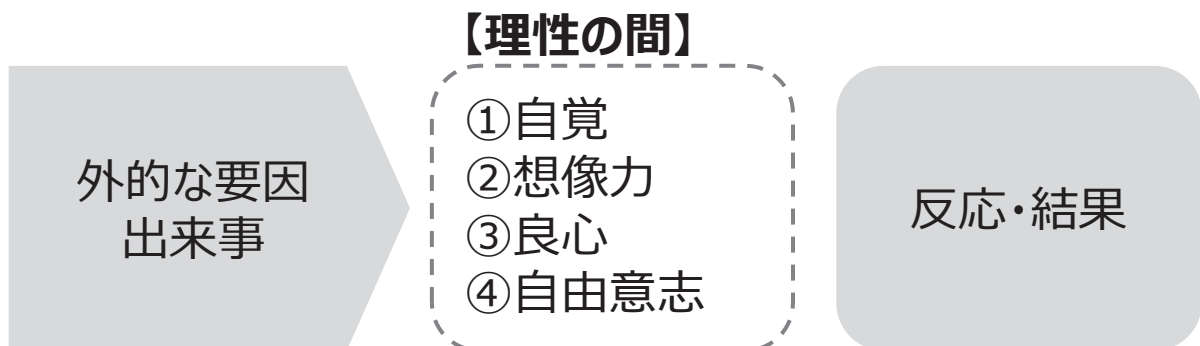 【理性の間】
外的な要因
出来事
①自覚
②想像力
③良心
④自由意志
反応・結果